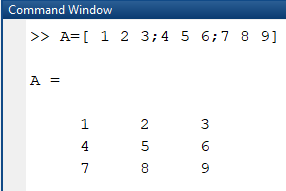 Command Window
>> A=[ 1 2 3;4 5 6;7 8 9]
A =
1 2 3
4 5 6
7 8 9